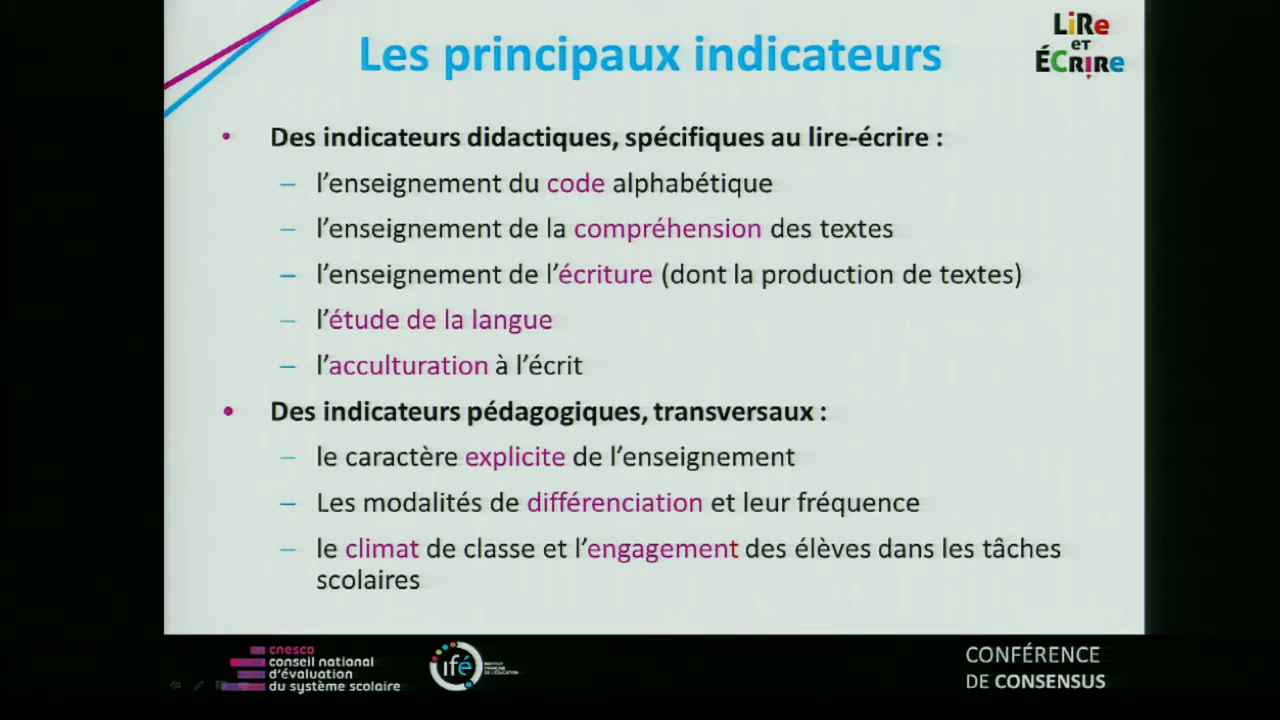 Les principaux indicateurs
LiRe
ET
ÉCRIRe
• Des indicateurs didactiques, spécifiques au lire-écrire :
– l’enseignement du code alphabétique
– l’enseignement de la compréhension des textes
– l’enseignement de l’écriture (dont la production de textes)
– l’étude de la langue
– l’acculturation à l’écrit
• Des indicateurs pédagogiques, transversaux :
– le caractère explicite de l’enseignement
– Les modalités de différenciation et leur fréquence
– le climat de classe et l’engagement des élèves dans les tâches
scolaires
cnesco
conseil national
d’évaluation
du système scolaire
ifé
INSTITUT
FRANÇAIS
DE L’ÉDUCATION
CONFÉRENCE
DE CONSENSUS